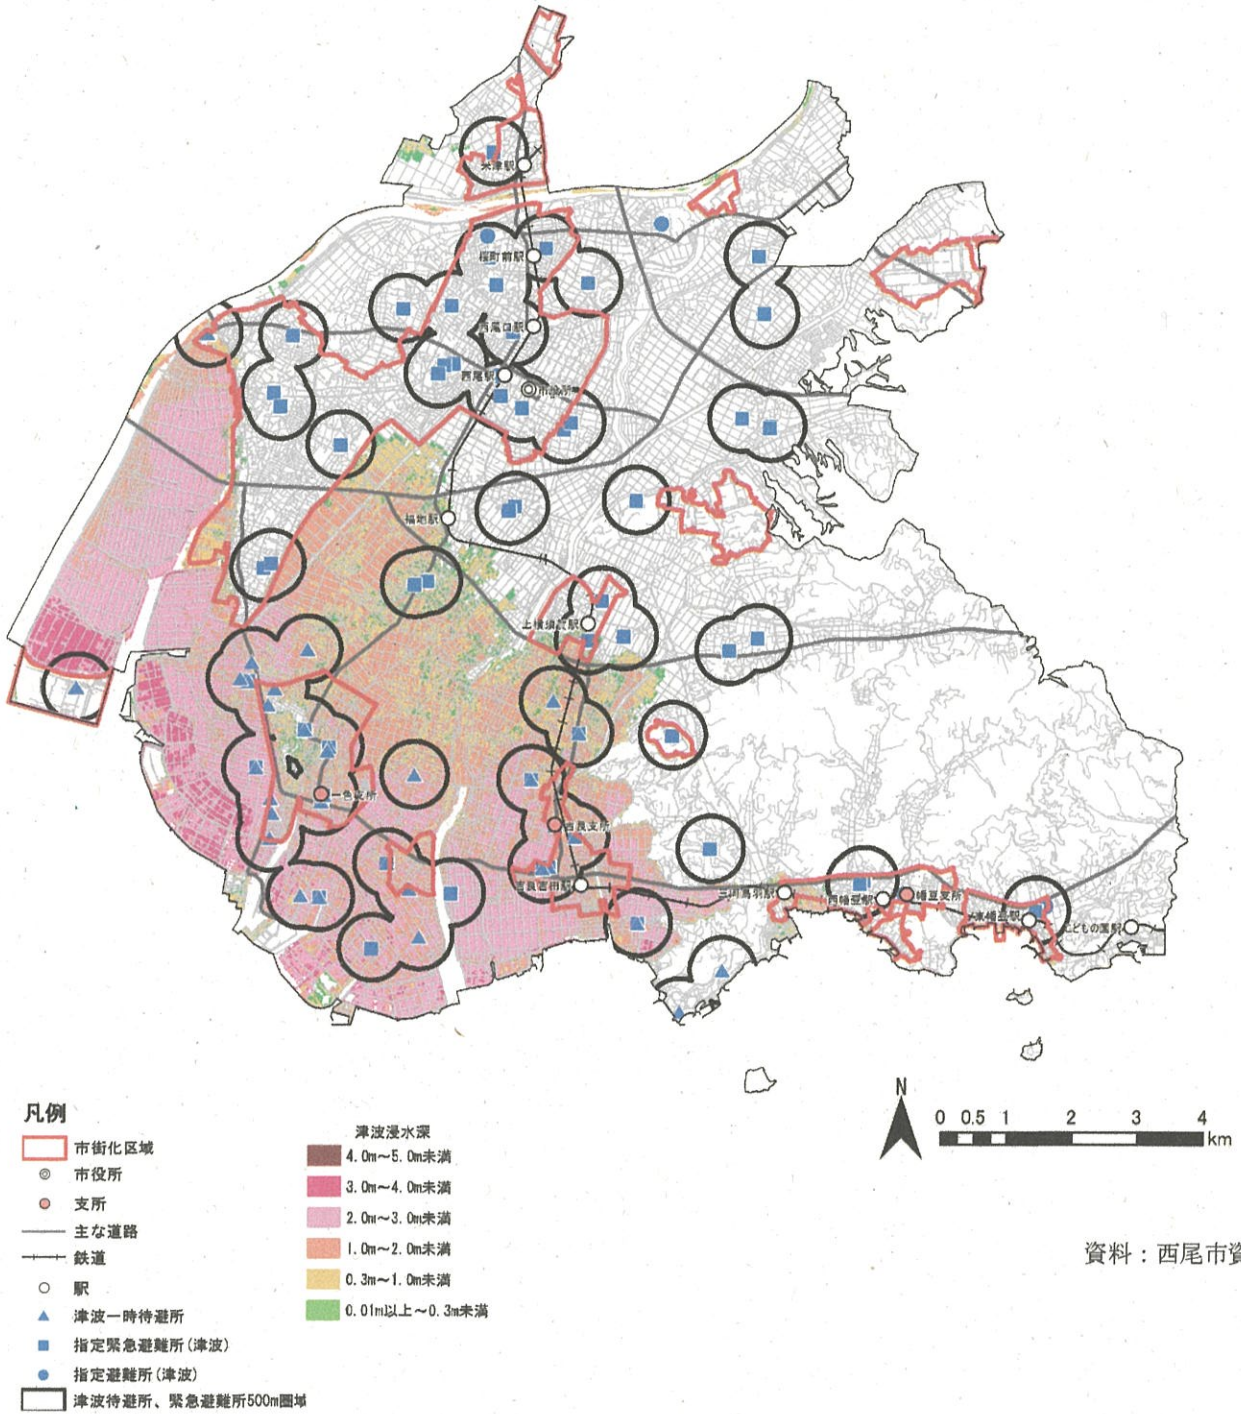 米津駅
桜町前駅
西尾口駅
西尾駅
市役所
福地駅
上横須賀駅
一色支所
吉良支所
吉良吉田駅
三河鳥羽駅
西幡豆駅
幡豆支所
東幡豆駅
こどもの国駅
N
0 0.5 1 2 3 4
km
凡例
市街化区域
市役所
支所
主な道路
鉄道
駅
津波一時待避所
指定緊急避難所(津波)
指定避難所(津波)
津波待避所、緊急避難所500m圏域
津波浸水深
4.0m～5.0m未満
3.0m～4.0m未満
2.0m～3.0m未満
1.0m～2.0m未満
0.3m～1.0m未満
0.01m以上～0.3m未満
資料：西尾市資